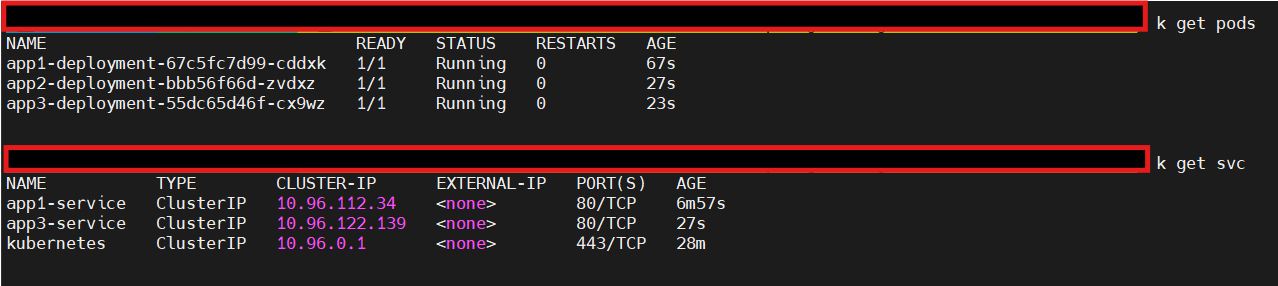 k get pods
NAME READY STATUS RESTARTS AGE
app1-deployment-67c5fc7d99-cddxk 1/1 Running 0 67s
app2-deployment-bbb56f66d-zvdxz 1/1 Running 0 27s
app3-deployment-55dc65d46f-cx9wz 1/1 Running 0 23s
k get svc
NAME TYPE CLUSTER-IP EXTERNAL-IP PORT(S) AGE
app1-service ClusterIP 10.96.112.34 <none> 80/TCP 6m57s
app3-service ClusterIP 10.96.122.139 <none> 80/TCP 27s
kubernetes ClusterIP 10.96.0.1 <none> 443/TCP 28m